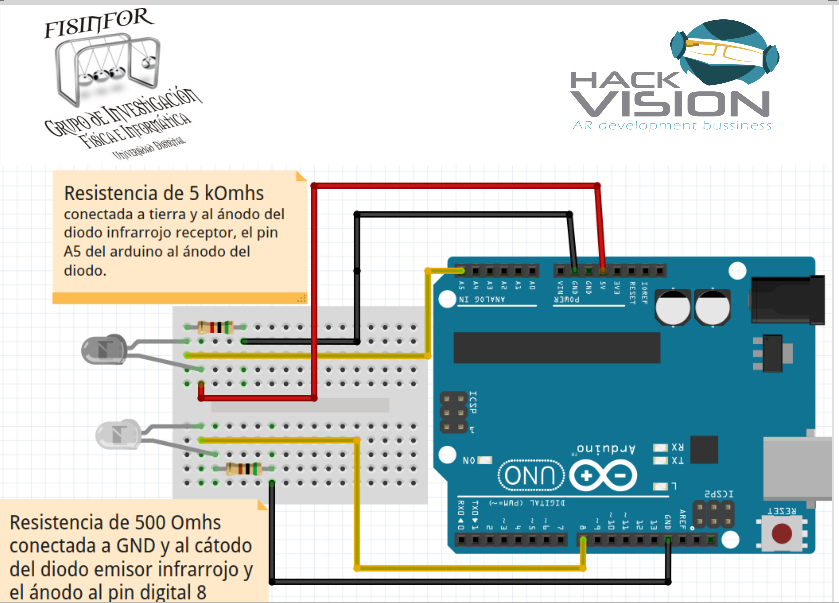 FISINFOR
GRUPO DE INVESTIGACIÓN
FÍSICA E INFORMÁTICA
Universidad Distrital
HACK
VISION
AR development bussiness
Resistencia de 5 kOmhs
conectada a tierra y al ánodo del
diodo infrarrojo receptor, el pin
A5 del arduino al ánodo del
diodo.
A5 A4 A3 A2 A1 A0
ANALOG IN
VIN GND GND 5V 3V3 RESET IOREF
POWER
ICSP
1
ON
UNO
Arduino
TM
RX
TX
L
ICSP2
RESET
DIGITAL (PWM=~)
RX0 0 TX0 1 2 ~3 4 ~5 ~6 7 8 ~9 ~10 ~11 12 13 GND AREF
Resistencia de 500 Omhs
conectada a GND y al cátodo
del diodo emisor infrarrojo y
el ánodo al pin digital 8